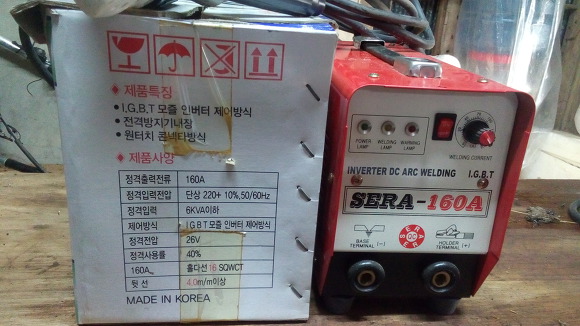 제품특징
• I.G.B.T 모즐 인버터 제어방식
• 전격방지기내장
• 원터치 콘넥타방식
제품사양
정격출력전류 160A
정격입력전압 단상 220+ 10%,50/60Hz
정격입력 6KVA이하
제어방식 I.G.B.T 모즐 인버터 제어방식
정격전압 26V
정격사용률 40%
160A 홀다선 16 SQWCT
뒷 선 4.0m/m이상
MADE IN KOREA
POWER LAMP
WELDING LAMP
WARNING LAMP
WELDING CURRENT
INVERTER DC ARC WELDING I.G.B.T
SERA-160A
BASE TERMINAL (-)
HOLDER TERMINAL (+)